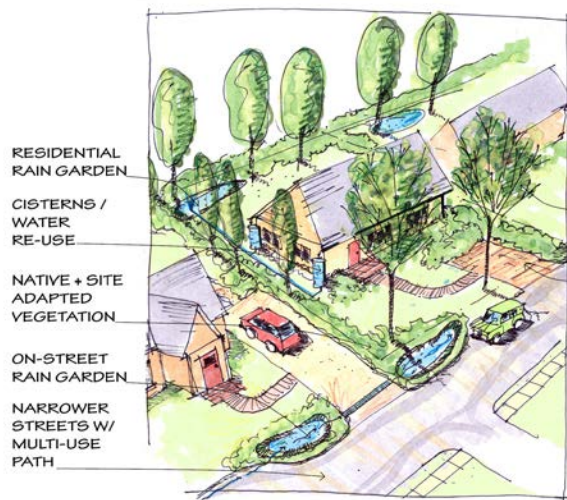 RESIDENTIAL
RAIN GARDEN
CISTERNS /
WATER
RE-USE
NATIVE + SITE
ADAPTED
VEGETATION
ON-STREET
RAIN GARDEN
NARROWER
STREETS W/
MULTI-USE
PATH